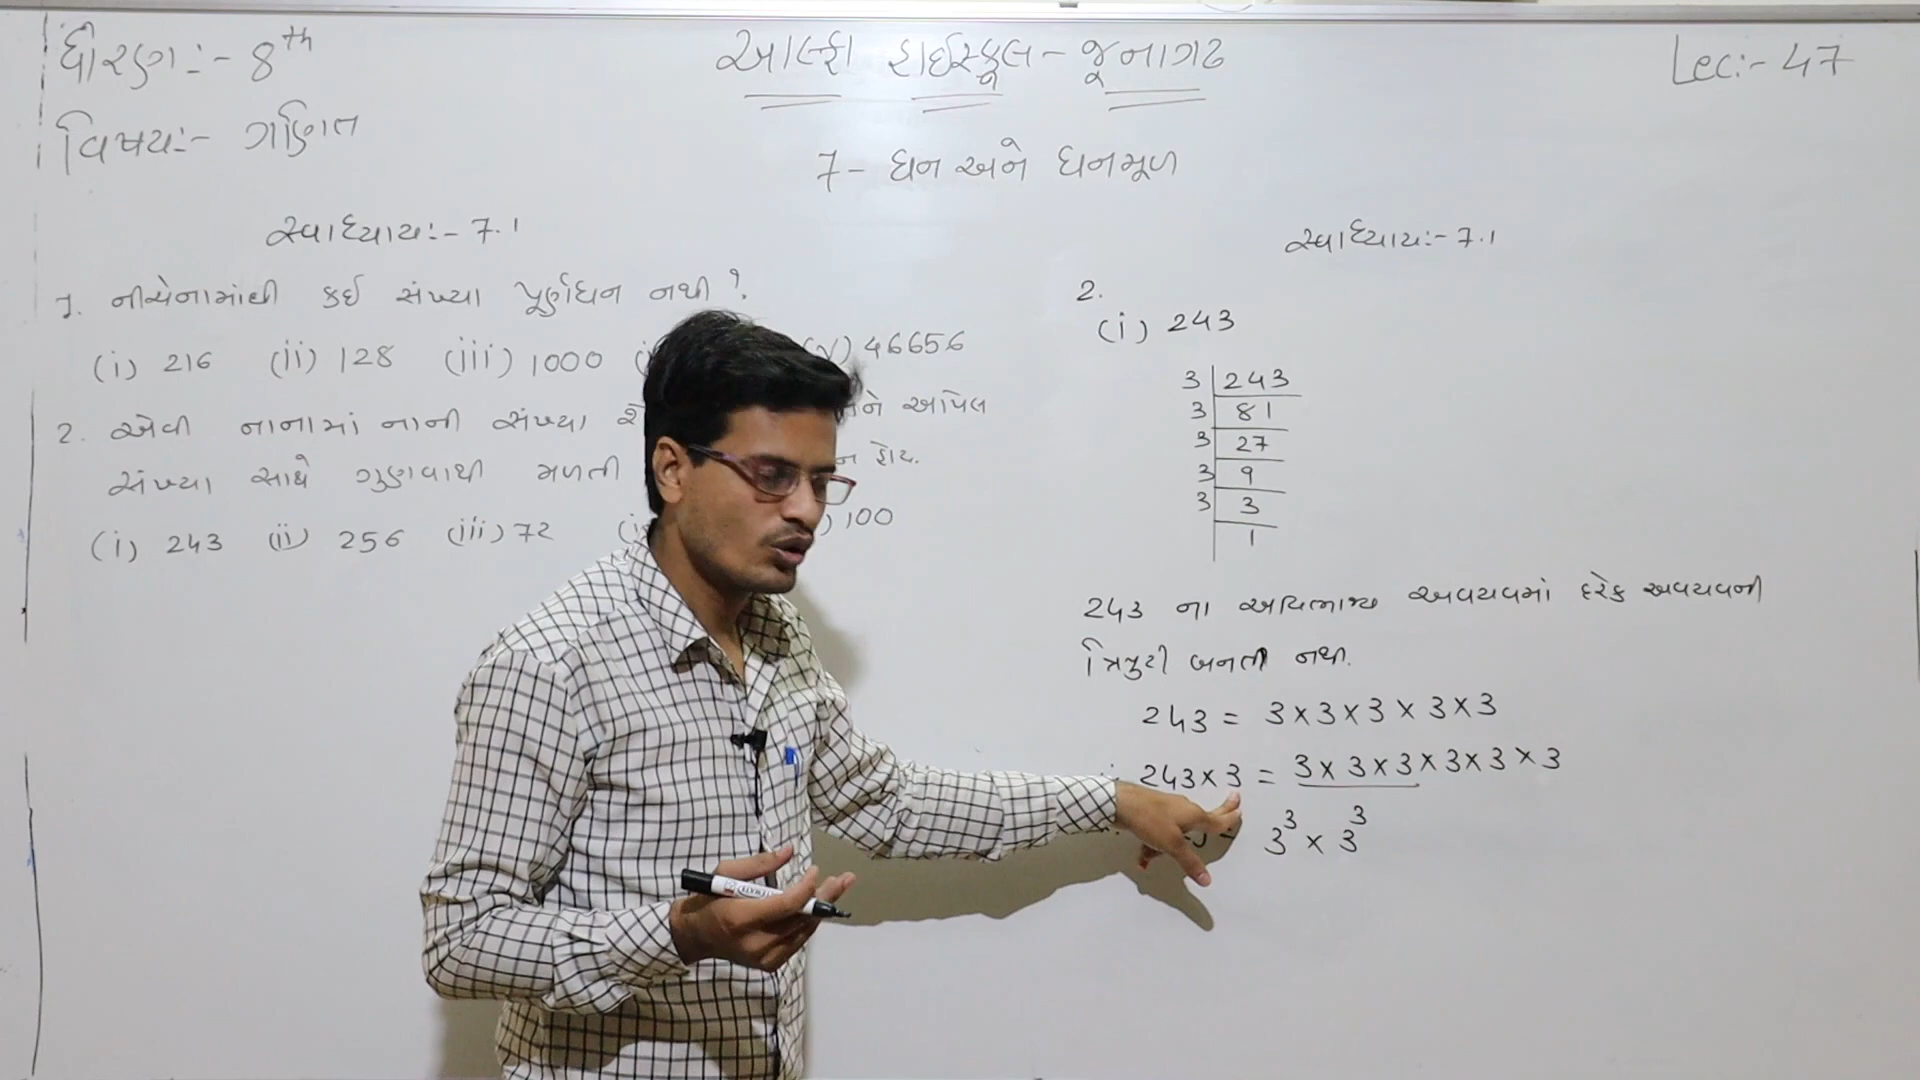 ધોરણ:- 8th
વિષય:- ગણિત
આલ્ફા હાઇસ્કૂલ - જૂનાગઢ
Lec:- 47
7 - ઘન અને ઘનમૂળ
સ્વાધ્યાય:- 7.1
1. નીચેનામાંથી કઈ સંખ્યા પૂર્ણઘન નથી ?
(i) 216 (ii) 128 (iii) 1000 (v) 46656
2. એવી નાનામાં નાની સંખ્યા આપેલ
સંખ્યા સાથે ગુણવાથી મળતી હોય.
(i) 243 (ii) 256 (iii) 72 ) 100
સ્વાધ્યાય:- 7.1
2.
(i) 243
3 | 243
3 | 81
3 | 27
3 | 9
3 | 3
| 1
243 ના અવિભાજ્ય અવયવમાં દરેક અવયવની
ત્રિપુટી બનતી નથી.
243 = 3 × 3 × 3 × 3 × 3
243 × 3 = 3 × 3 × 3 × 3 × 3 × 3
3³ × 3³